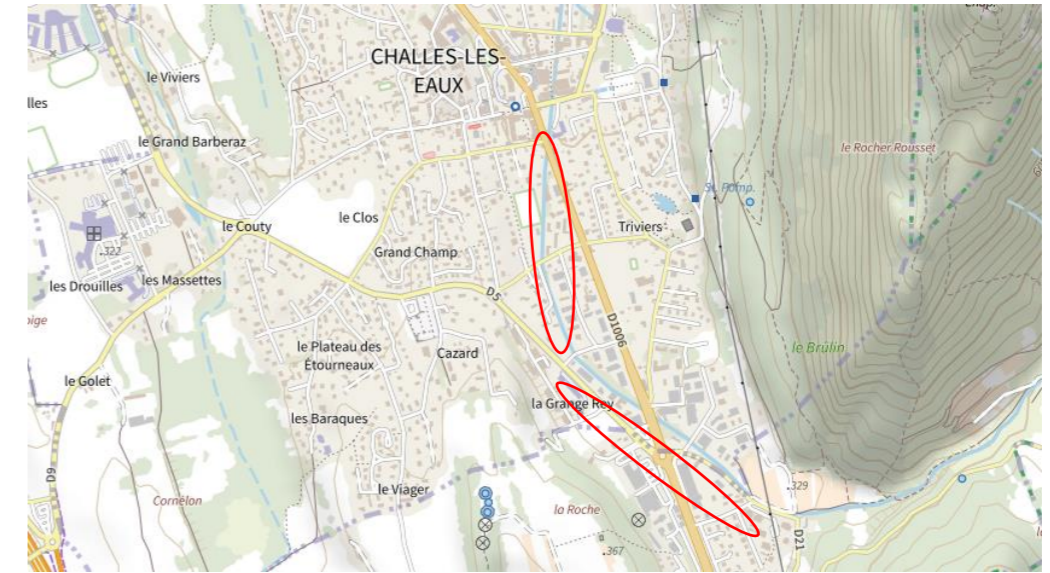 CHALLES-LES-
EAUX
le Viviers
le Grand Barberaz
le Rocher Rousset
St. Pomp.
le Clos
le Couty
Triviers
Grand Champ
.322
les Drouilles
les Massettes
D5
D1006
le Plateau des
Étourneaux
Cazard
le Brûlin
le Golet
la Grange Rey
les Baraques
D9
le Viager
Cornélon
.329
la Roche
D21
.367